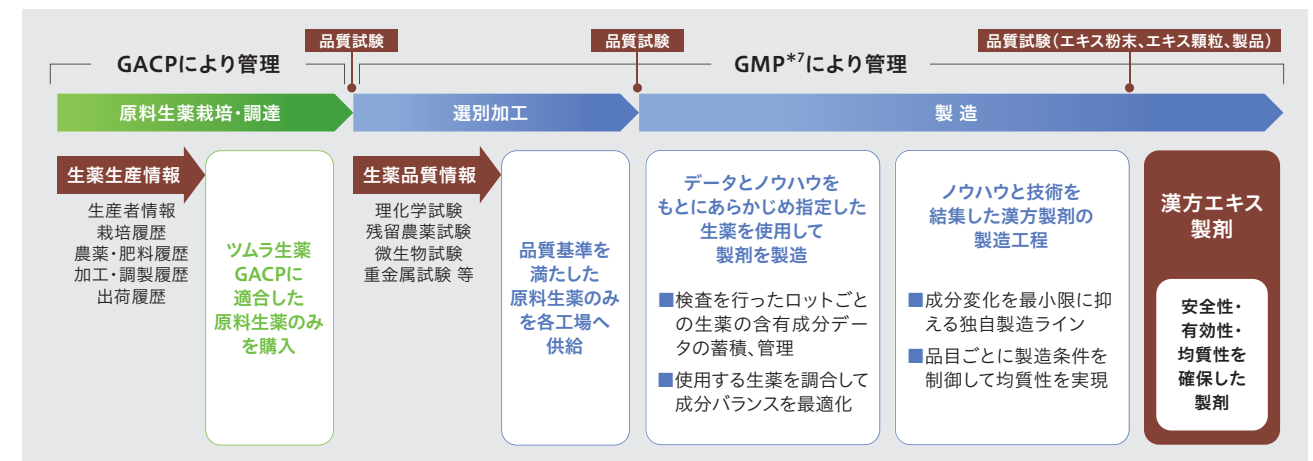 品質試験
品質試験
品質試験(エキス粉末、エキス顆粒、製品)
GACPにより管理
GMP*7により管理
原料生薬栽培・調達
選別加工
製 造
生薬生産情報
生産者情報
栽培履歴
農薬・肥料履歴
加工・調製履歴
出荷履歴
ツムラ生薬
GACPに
適合した
原料生薬のみ
を購入
生薬品質情報
理化学試験
残留農薬試験
微生物試験
重金属試験 等
品質基準を
満たした
原料生薬のみ
を各工場へ
供給
データとノウハウを
もとにあらかじめ指定した
生薬を使用して
製剤を製造
■検査を行ったロットごと
の生薬の含有成分デー
タの蓄積、管理
■使用する生薬を調合して
成分バランスを最適化
ノウハウと技術を
結集した漢方製剤の
製造工程
■成分変化を最小限に抑
える独自製造ライン
■品目ごとに製造条件を
制御して均質性を実現
漢方エキス
製剤
安全性・
有効性・
均質性を
確保した
製剤